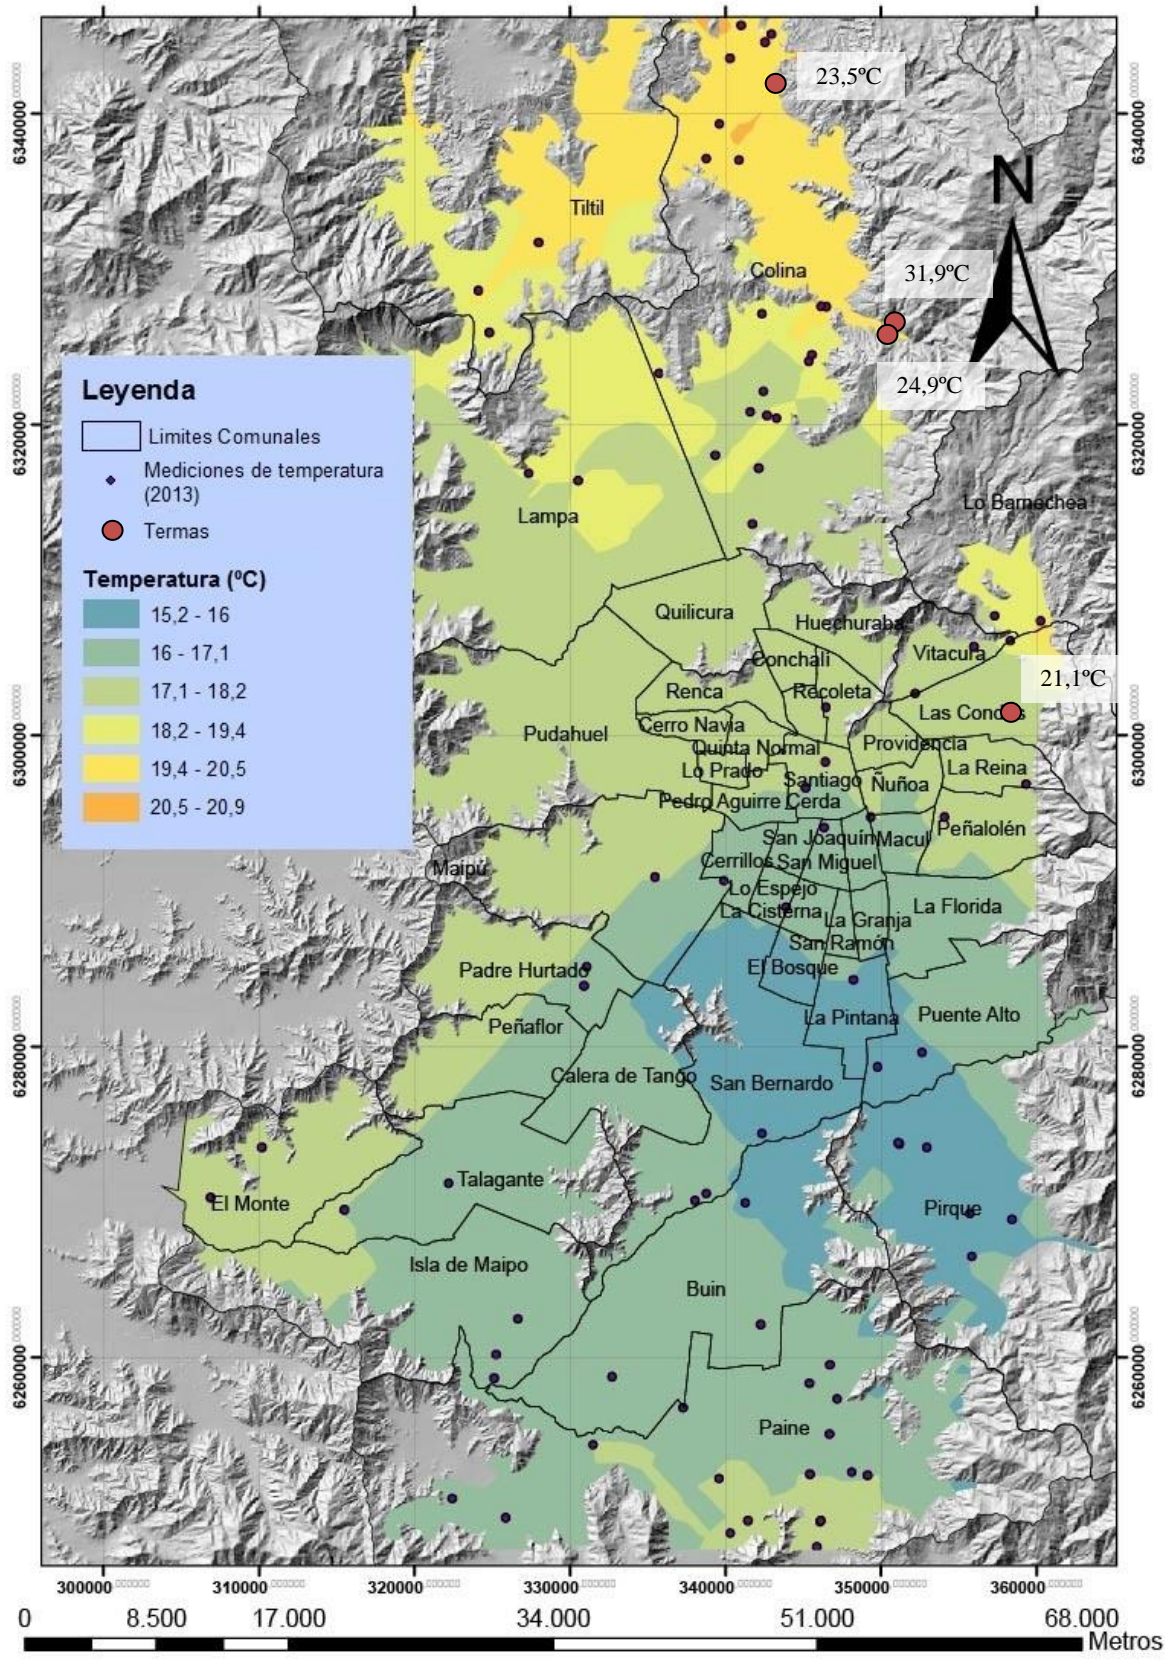 23,5ºC
6340000
6340000
N
Tiltil
Colina
31,9ºC
24,9ºC
Leyenda
Limites Comunales
Mediciones de temperatura
(2013)
Termas
Temperatura (ºC)
15,2 - 16
16 - 17,1
17,1 - 18,2
18,2 - 19,4
19,4 - 20,5
20,5 - 20,9
6320000
6320000
Lo Barnechea
Lampa
Quilicura
Huechuraba
Vitacura
Conchalí
21,1ºC
Renca
Recoleta
Las Condes
Cerro Navia
Pudahuel
6300000
6300000
Quinta Normal
Providencia
Lo Prado
Santiago
Ñuñoa
La Reina
Pedro Aguirre Cerda
San Joaquín
Macul
Peñalolén
Maipú
Cerrillos
San Miguel
Lo Espejo
La Cisterna
La Granja
La Florida
San Ramón
Padre Hurtado
El Bosque
Peñaflor
La Pintana
Puente Alto
6280000
6280000
Calera de Tango
San Bernardo
Talagante
El Monte
Pirque
Isla de Maipo
Buin
6260000
6260000
Paine
300000
310000
320000
330000
340000
350000
360000
0
8.500
17.000
34.000
51.000
68.000
Metros